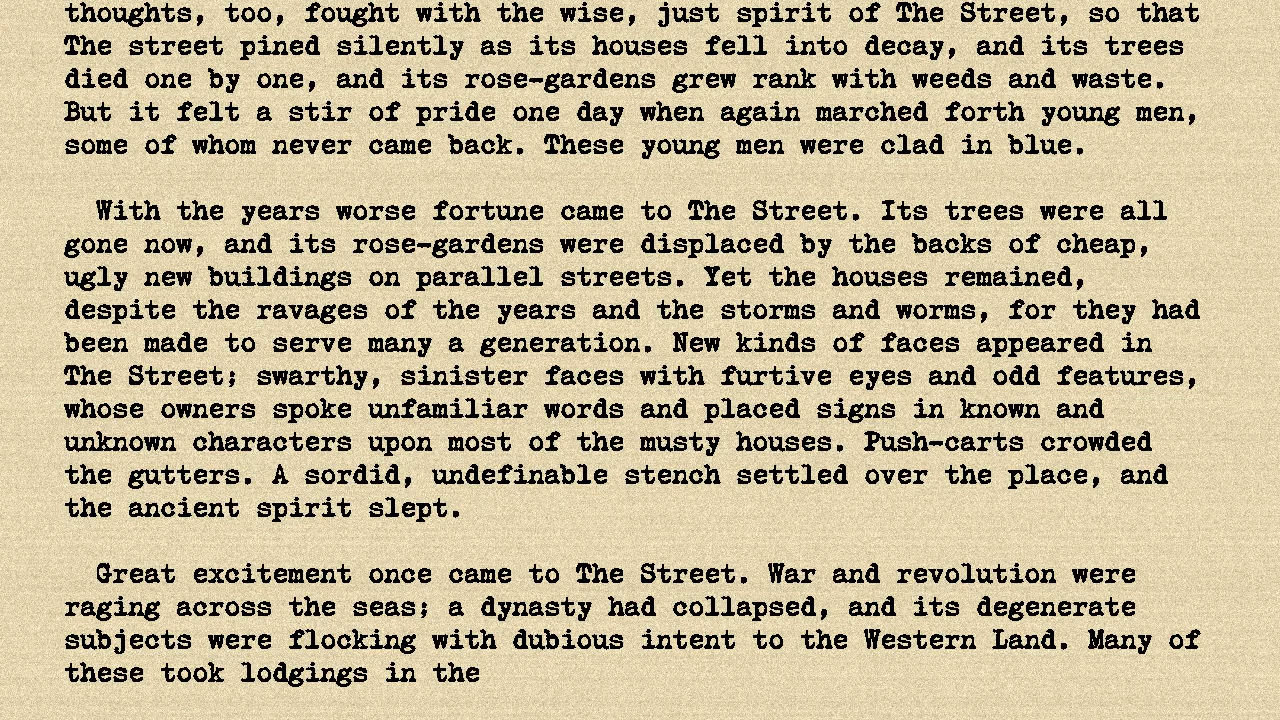 thoughts, too, fought with the wise, just spirit of The Street, so that
The street pined silently as its houses fell into decay, and its trees
died one by one, and its rose-gardens grew rank with weeds and waste.
But it felt a stir of pride one day when again marched forth young men,
some of whom never came back. These young men were clad in blue.
With the years worse fortune came to The Street. Its trees were all
gone now, and its rose-gardens were displaced by the backs of cheap,
ugly new buildings on parallel streets. Yet the houses remained,
despite the ravages of the years and the storms and worms, for they had
been made to serve many a generation. New kinds of faces appeared in
The Street; swarthy, sinister faces with furtive eyes and odd features,
whose owners spoke unfamiliar words and placed signs in known and
unknown characters upon most of the musty houses. Push-carts crowded
the gutters. A sordid, undefinable stench settled over the place, and
the ancient spirit slept.
Great excitement once came to The Street. War and revolution were
raging across the seas; a dynasty had collapsed, and its degenerate
subjects were flocking with dubious intent to the Western Land. Many of
these took lodgings in the